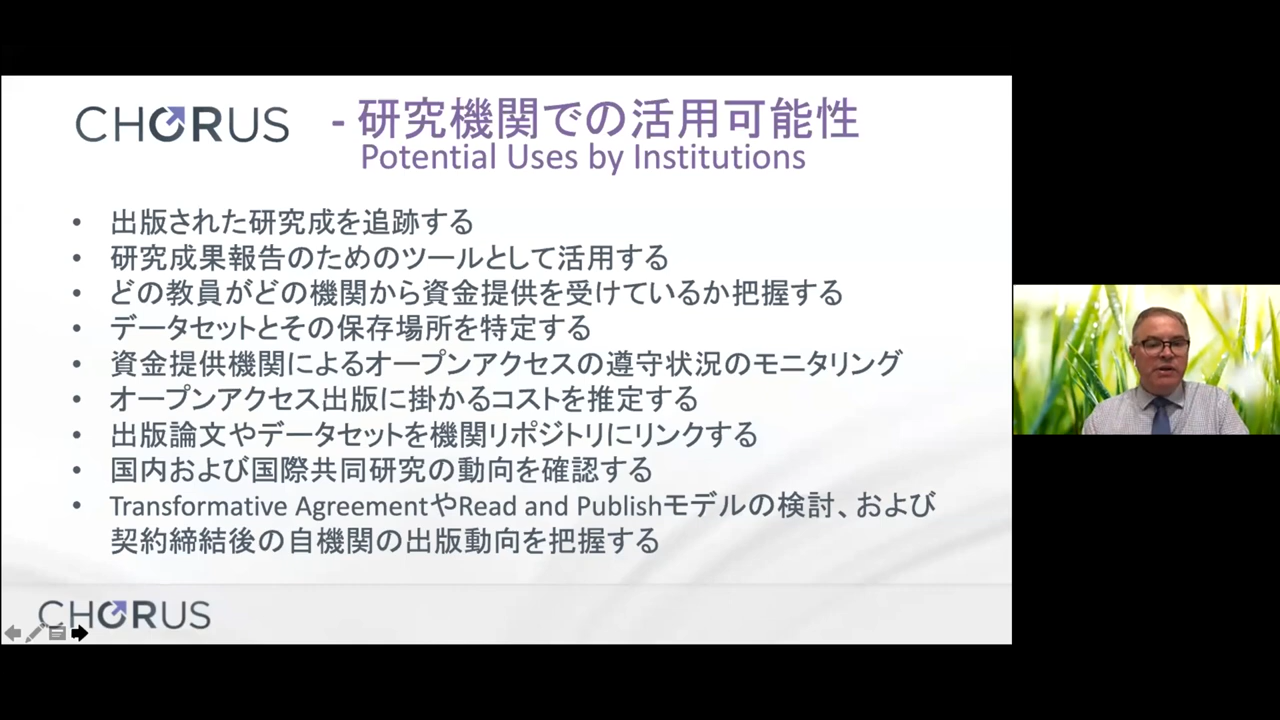 CHORUS - 研究機関での活用可能性
Potential Uses by Institutions
• 出版された研究成を追跡する
• 研究成果報告のためのツールとして活用する
• どの教員がどの機関から資金提供を受けているか把握する
• データセットとその保存場所を特定する
• 資金提供機関によるオープンアクセスの遵守状況のモニタリング
• オープンアクセス出版に掛かるコストを推定する
• 出版論文やデータセットを機関リポジトリにリンクする
• 国内および国際共同研究の動向を確認する
• Transformative AgreementやRead and Publishモデルの検討、および
契約締結後の自機関の出版動向を把握する
CHORUS